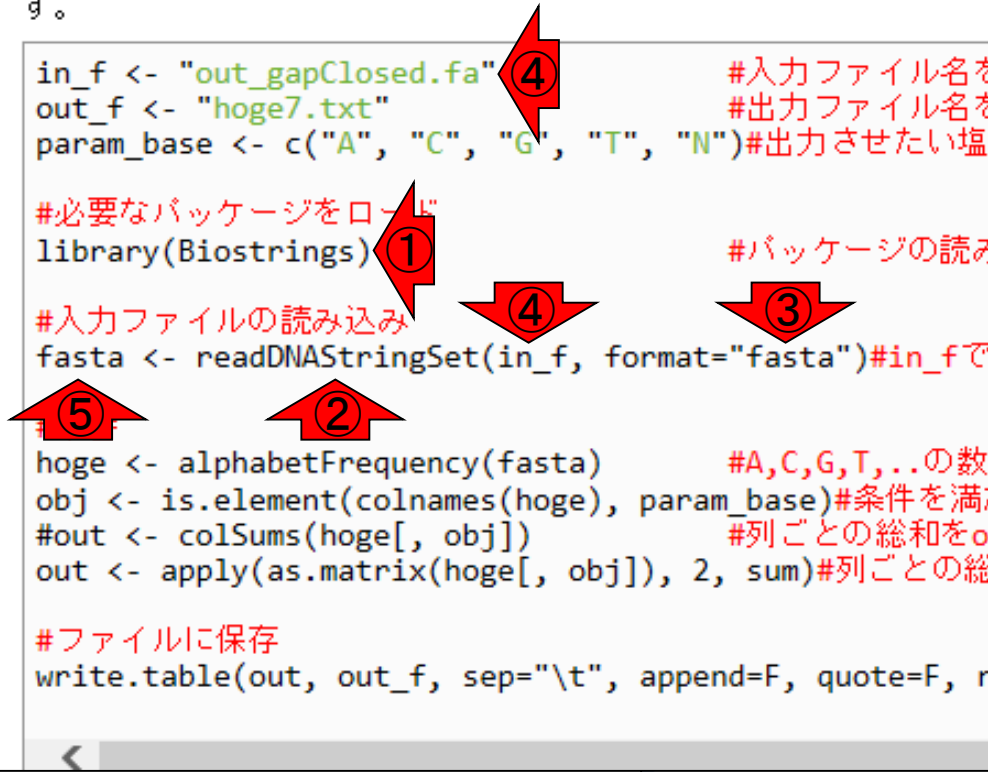 す。
in_f <- "out_gapClosed.fa" ④ #入力ファイル名を
out_f <- "hoge7.txt" #出力ファイル名を
param_base <- c("A", "C", "G", "T", "N")#出力させたい塩
#必要なパッケージをロード
library(Biostrings) ① #パッケージの読み
#入力ファイルの読み込み ④ ③
fasta <- readDNAStringSet(in_f, format="fasta")#in_fで
⑤ ②
#
hoge <- alphabetFrequency(fasta) #A,C,G,T,..の数
obj <- is.element(colnames(hoge), param_base)#条件を満
#out <- colSums(hoge[, obj]) #列ごとの総和をo
out <- apply(as.matrix(hoge[, obj]), 2, sum)#列ごとの総
#ファイルに保存
write.table(out, out_f, sep="\t", append=F, quote=F, r